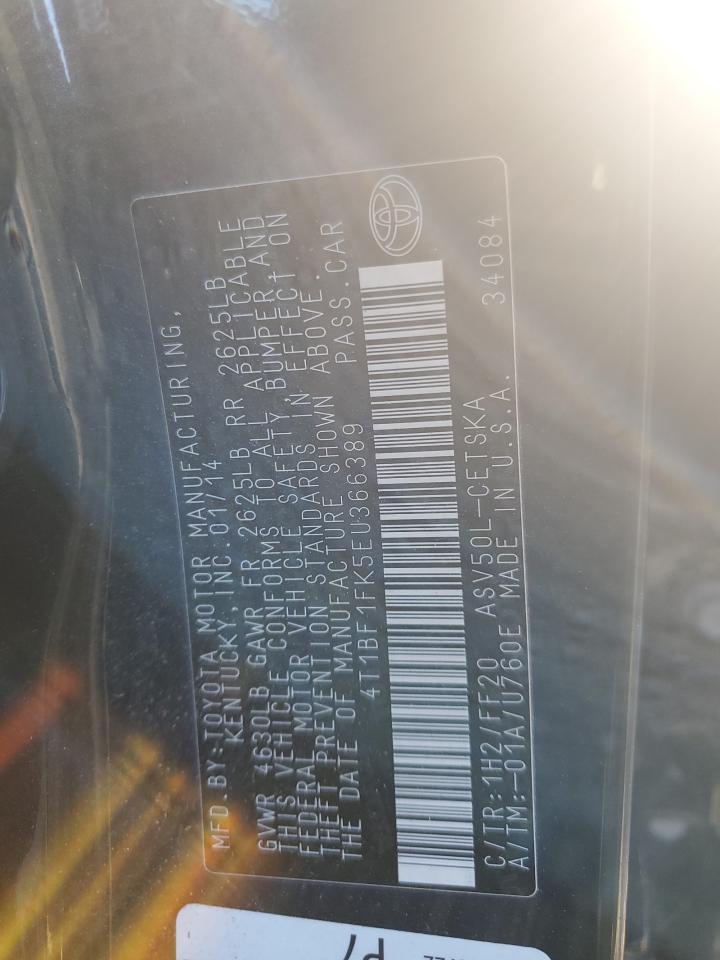 MFD.BY:TOYOTA MOTOR MANUFACTURING,
KENTUCKY, INC.01/14
GVWR 4630LB GAWR FR 2625LB RR 2625LB
THIS VEHICLE CONFORMS TO ALL APPLICABLE
FEDERAL MOTOR VEHICLE SAFETY, BUMPER, AND
THEFT PREVENTION STANDARDS IN EFFECT ON
THE DATE OF MANUFACTURE SHOWN ABOVE.
4T1BF1FK5EU366389 PASS.CAR
C/TR:1H2/FF20 ASV50L-CETSKA
A/TM:-01A/U760E MADE IN U.S.A. 34084